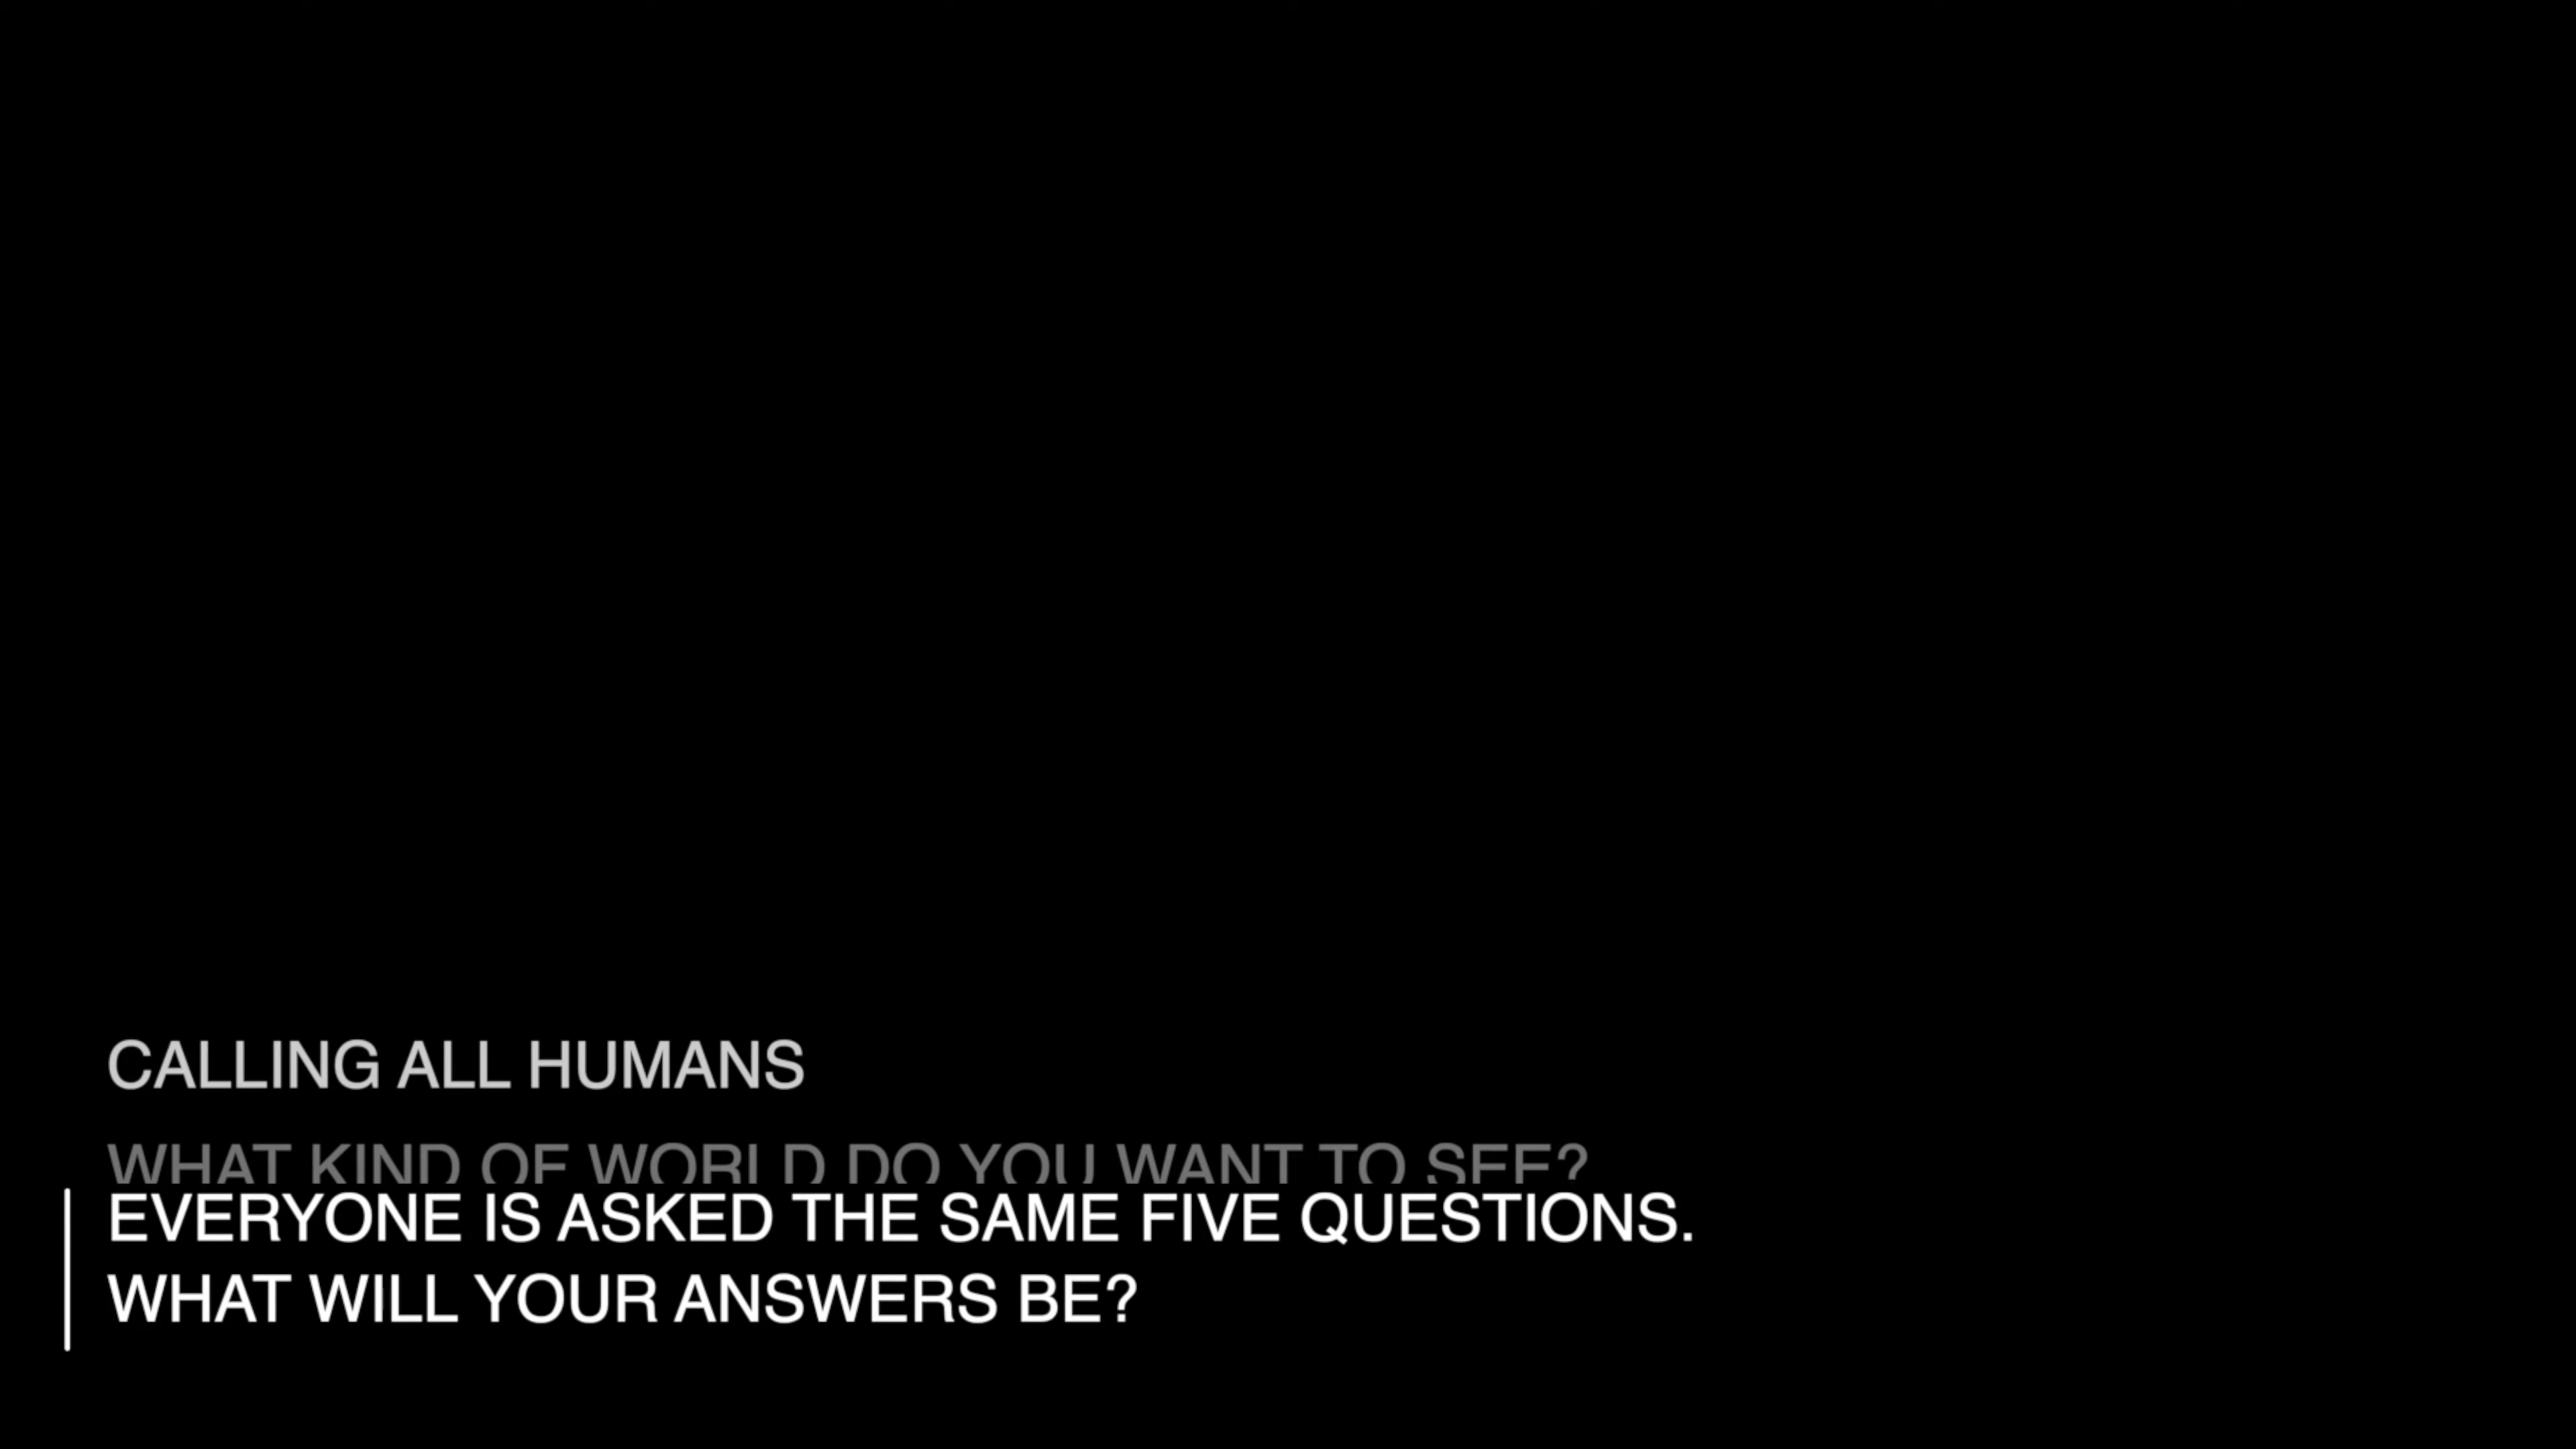 CALLING ALL HUMANS
WHAT KIND OF WORLD DO YOU WANT TO SEE?
EVERYONE IS ASKED THE SAME FIVE QUESTIONS.
WHAT WILL YOUR ANSWERS BE?